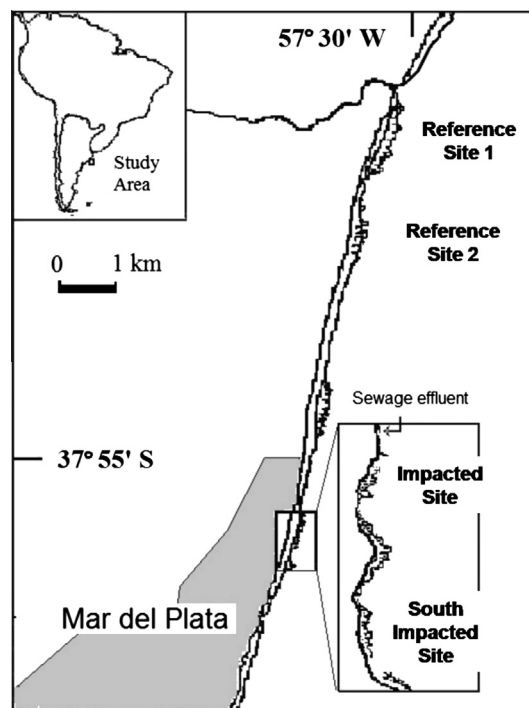 57° 30' W
Study
Area
Reference
Site 1
Reference
Site 2
0 1 km
Sewage effluent
37° 55' S
Impacted
Site
Mar del Plata
South
Impacted
Site